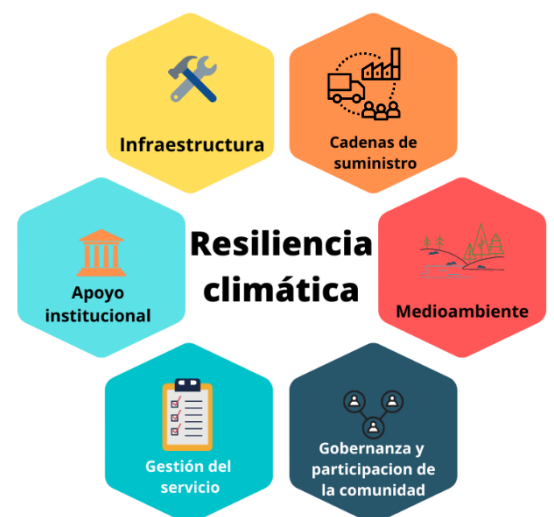 Infraestructura
Cadenas de
suministro
Resiliencia
climática
Apoyo
institucional
Medioambiente
Gestión del
servicio
Gobernanza y
participacion de
la comunidad